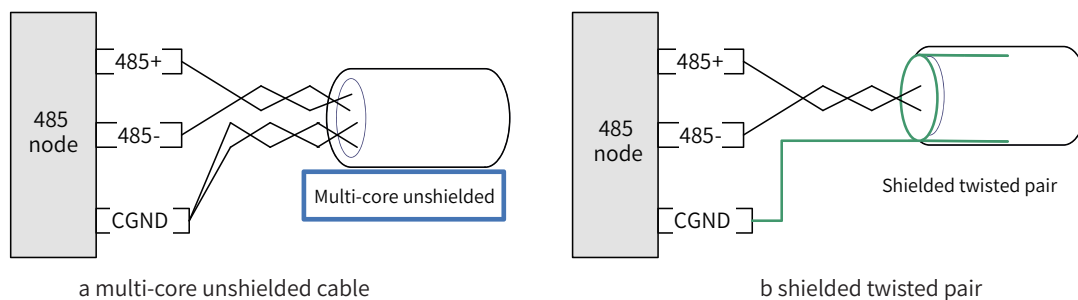 485+
485
node
485-
Multi-core unshielded
CGND
a multi-core unshielded cable
485+
485
node
485-
Shielded twisted pair
CGND
b shielded twisted pair